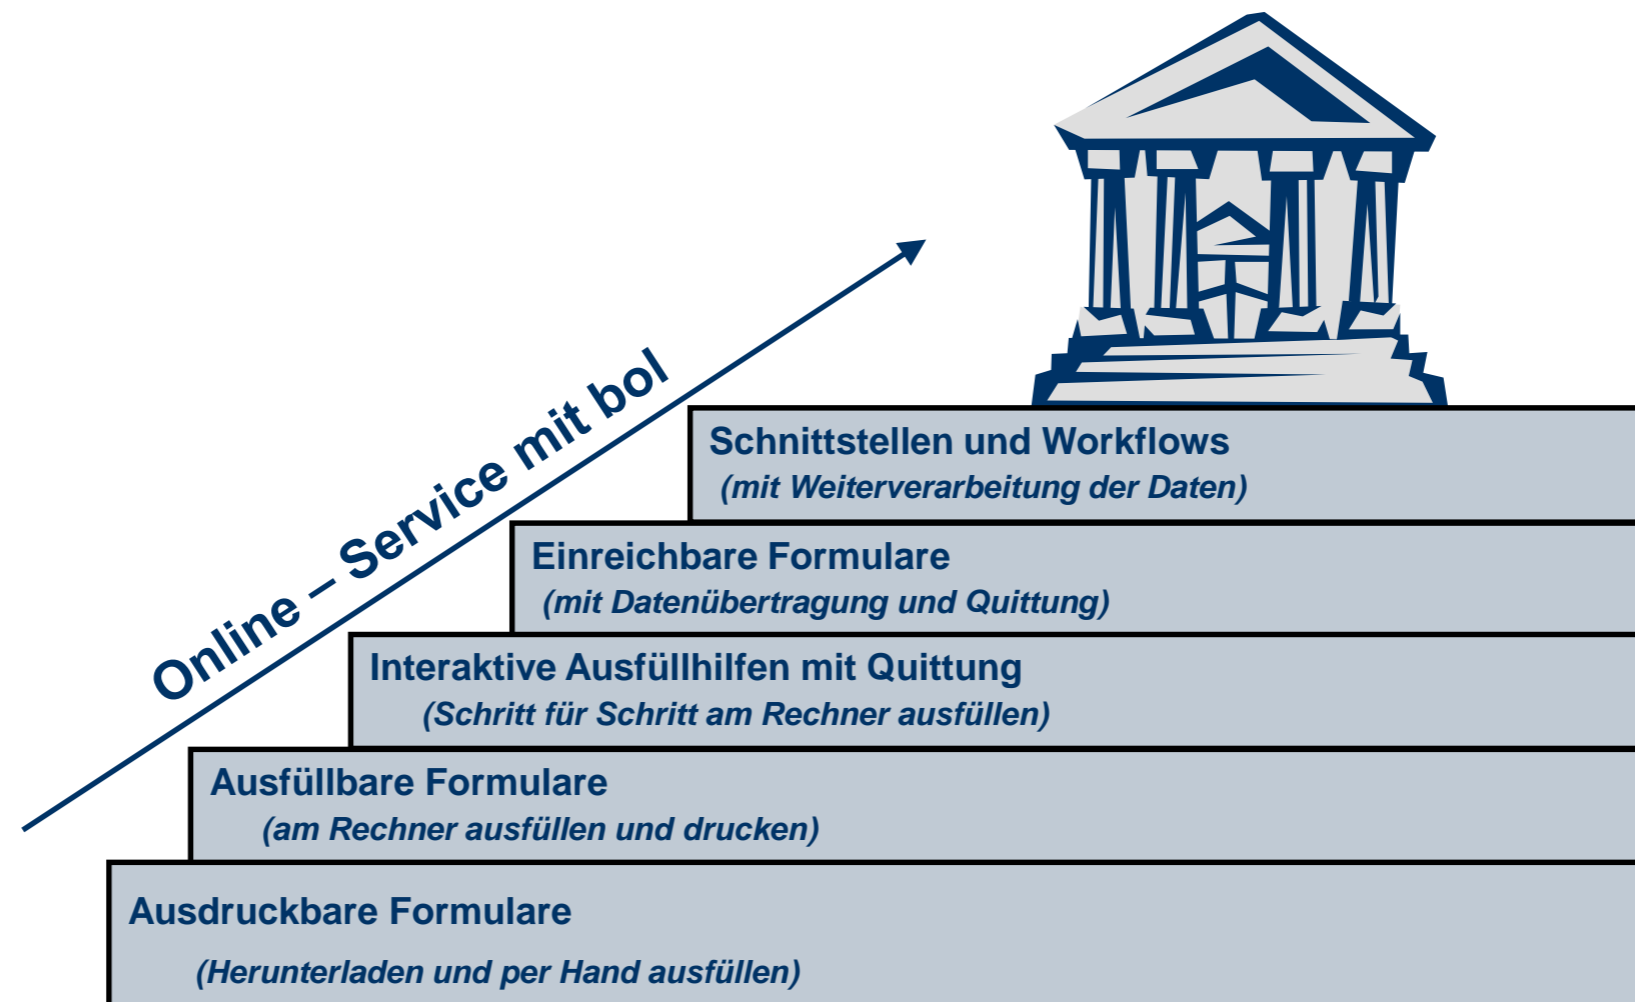 Online – Service mit bol
Schnittstellen und Workflows
(mit Weiterverarbeitung der Daten)
Einreichbare Formulare
(mit Datenübertragung und Quittung)
Interaktive Ausfüllhilfen mit Quittung
(Schritt für Schritt am Rechner ausfüllen)
Ausfüllbare Formulare
(am Rechner ausfüllen und drucken)
Ausdruckbare Formulare
(Herunterladen und per Hand ausfüllen)